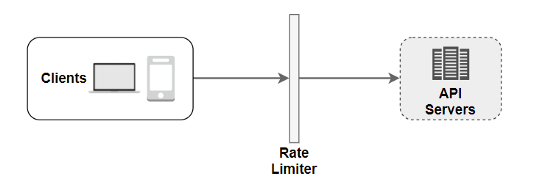 Clients
Rate
Limiter
API
Servers